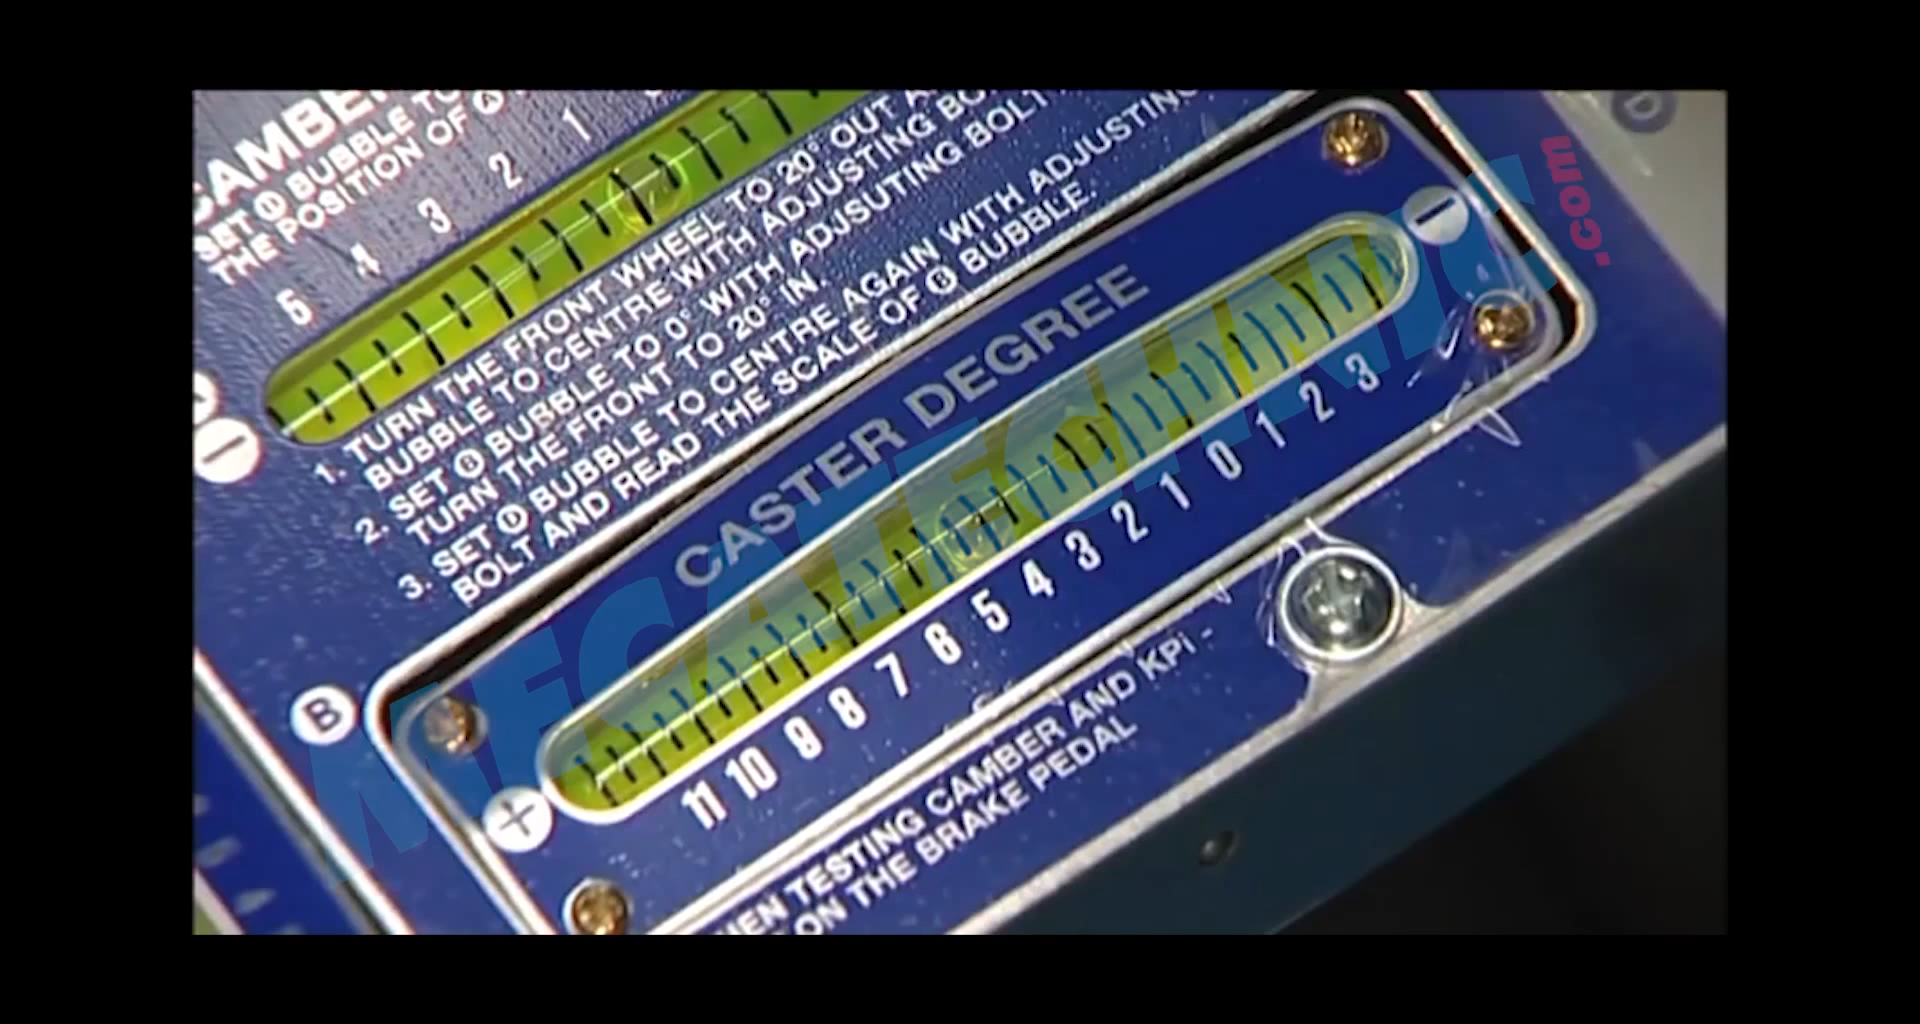 CAMBE
SET D BUBBLE TO
THE POSITION OF A
5 4 3 2 1
1. TURN THE FRONT WHEEL TO 20° OUT A
BUBBLE TO CENTRE WITH ADJUSTING BO
2. SET B BUBBLE TO 0° WITH ADJSUTING BOLT
TURN THE FRONT TO 20° IN.
3. SET D BUBBLE TO CENTRE AGAIN WITH ADJUSTING
BOLT AND READ THE SCALE OF B BUBBLE.
CASTER DEGREE
11 10 9 8 7 6 5 4 3 2 1 0 1 2 3
B
D
HEN TESTING CAMBER AND KPi -
ON THE BRAKE PEDAL
MECATECHNIC.com